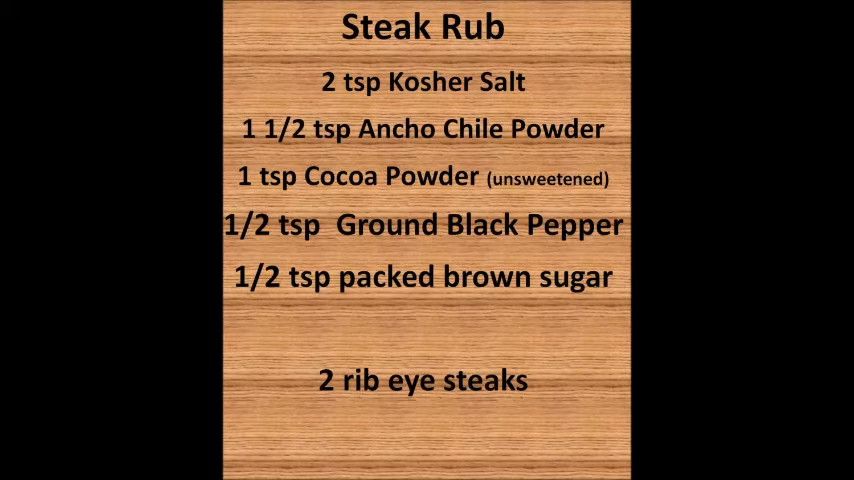 Steak Rub
2 tsp Kosher Salt
1 1/2 tsp Ancho Chile Powder
1 tsp Cocoa Powder (unsweetened)
1/2 tsp  Ground Black Pepper
1/2 tsp packed brown sugar
2 rib eye steaks